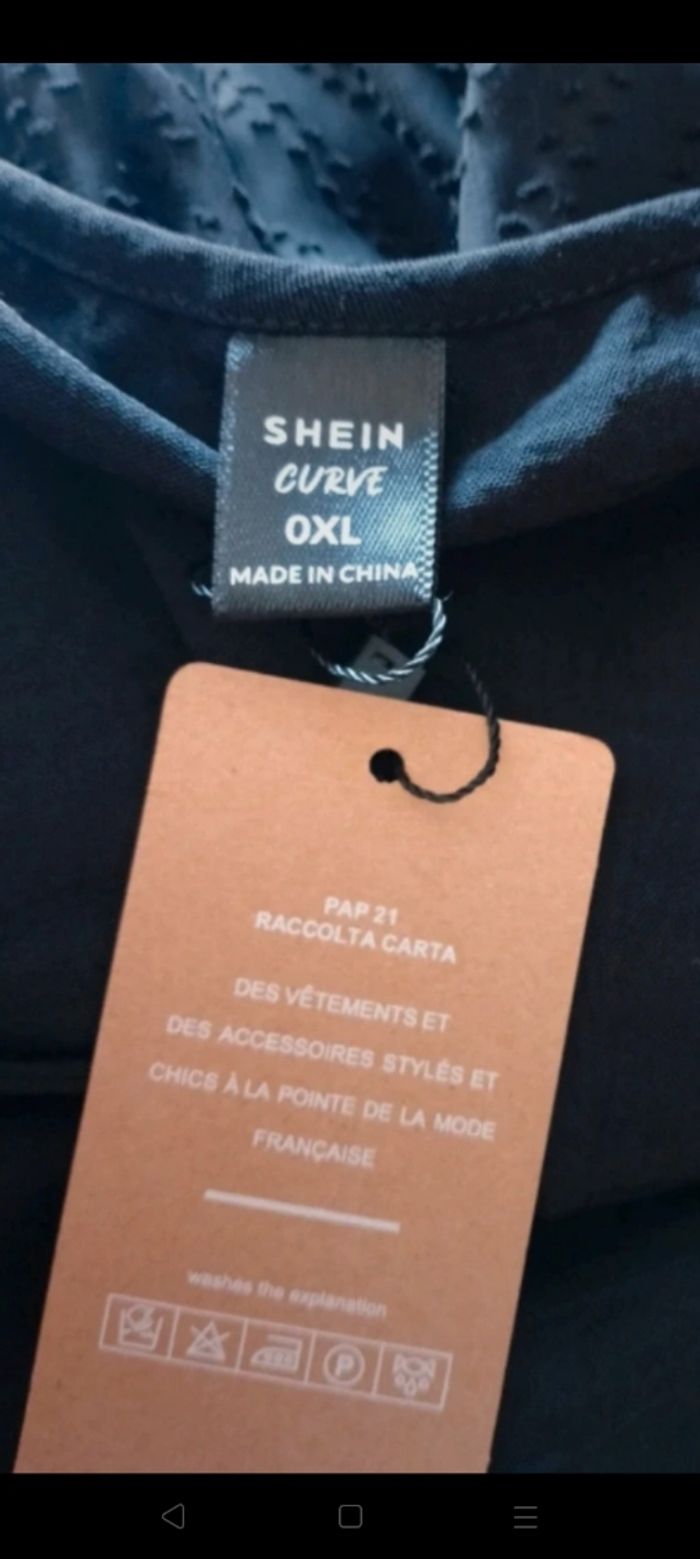 SHEIN
CURVE
0XL
MADE IN CHINA
PAP 21
RACCOLTA CARTA
DES VÊTEMENTS ET
DES ACCESSOIRES STYLÉS ET
CHICS À LA POINTE DE LA MODE
FRANÇAISE
washes the explanation
P